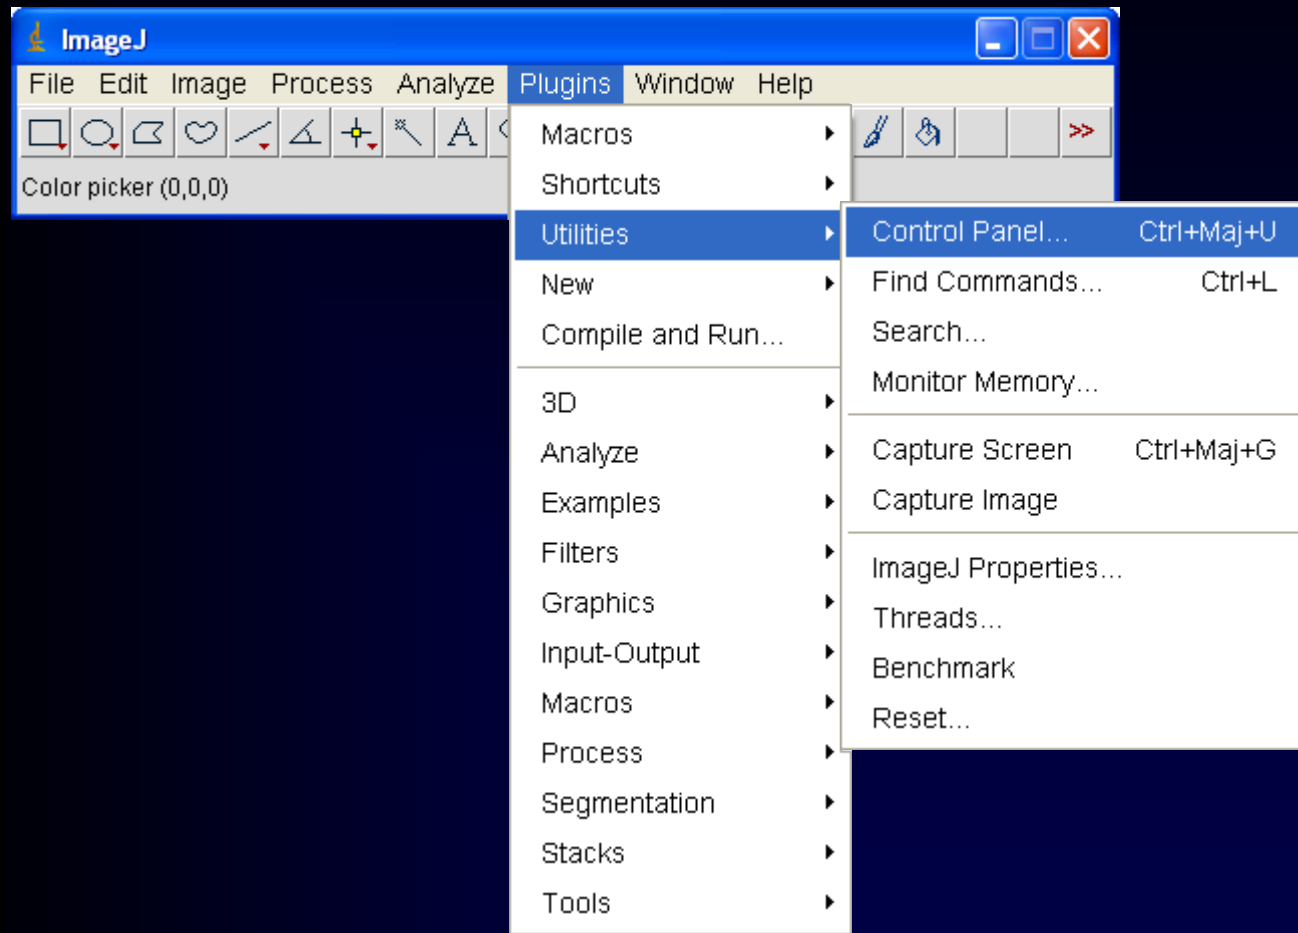 ImageJ
File Edit Image Process Analyze Plugins Window Help
A >>
Color picker (0,0,0)
Macros
Shortcuts
Utilities
New
Compile and Run...
3D
Analyze
Examples
Filters
Graphics
Input-Output
Macros
Process
Segmentation
Stacks
Tools
Control Panel... Ctrl+Maj+U
Find Commands... Ctrl+L
Search...
Monitor Memory...
Capture Screen Ctrl+Maj+G
Capture Image
ImageJ Properties...
Threads...
Benchmark
Reset...